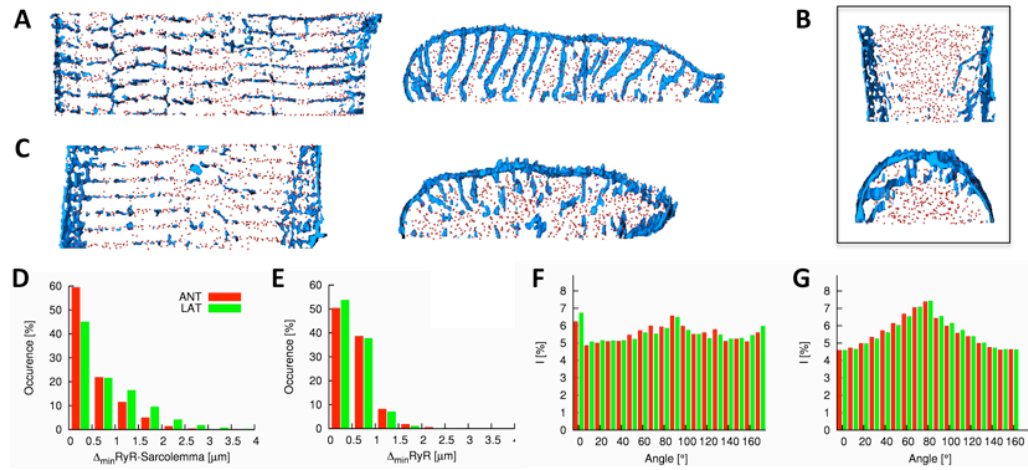 A
B
C
D
E
F
G
ANT
LAT
Occurence [%]
60
50
40
30
20
10
0
0 0.5 1 1.5 2 2.5 3 3.5 4
ΔminRyR-Sarcolemma [μm]
Occurence [%]
60
50
40
30
20
10
0
0 0.5 1 1.5 2 2.5 3 3.5 4
ΔminRyR [μm]
I [%]
8
7
6
5
4
3
2
1
0
0 20 40 60 80 100 120 140 160
Angle [°]
I [%]
8
7
6
5
4
3
2
1
0
0 20 40 60 80 100 120 140 160
Angle [°]